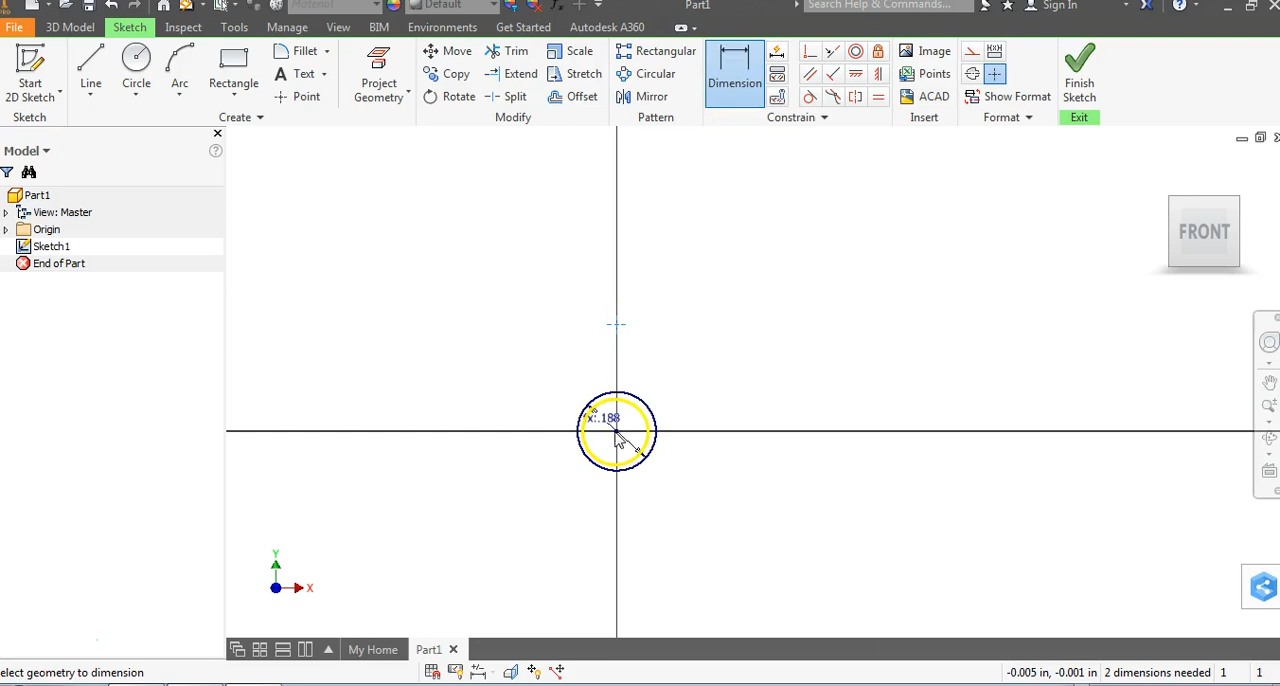 Material
Default
Part1
Search Help & Commands...
Sign In
File
3D Model
Sketch
Inspect
Tools
Manage
View
BIM
Environments
Get Started
Autodesk A360
Start
2D Sketch
Line
Circle
Arc
Rectangle
Fillet
Text
Point
Project
Geometry
Move
Trim
Scale
Copy
Extend
Stretch
Rotate
Split
Offset
Rectangular
Circular
Mirror
Dimension
Image
Points
ACAD
Show Format
Finish
Sketch
Sketch
Create
Modify
Pattern
Constrain
Insert
Format
Exit
Model
Part1
View: Master
Origin
Sketch1
End of Part
FRONT
x:.188
Y
X
My Home
Part1
elect geometry to dimension
-0.005 in, -0.001 in
2 dimensions needed
1
1